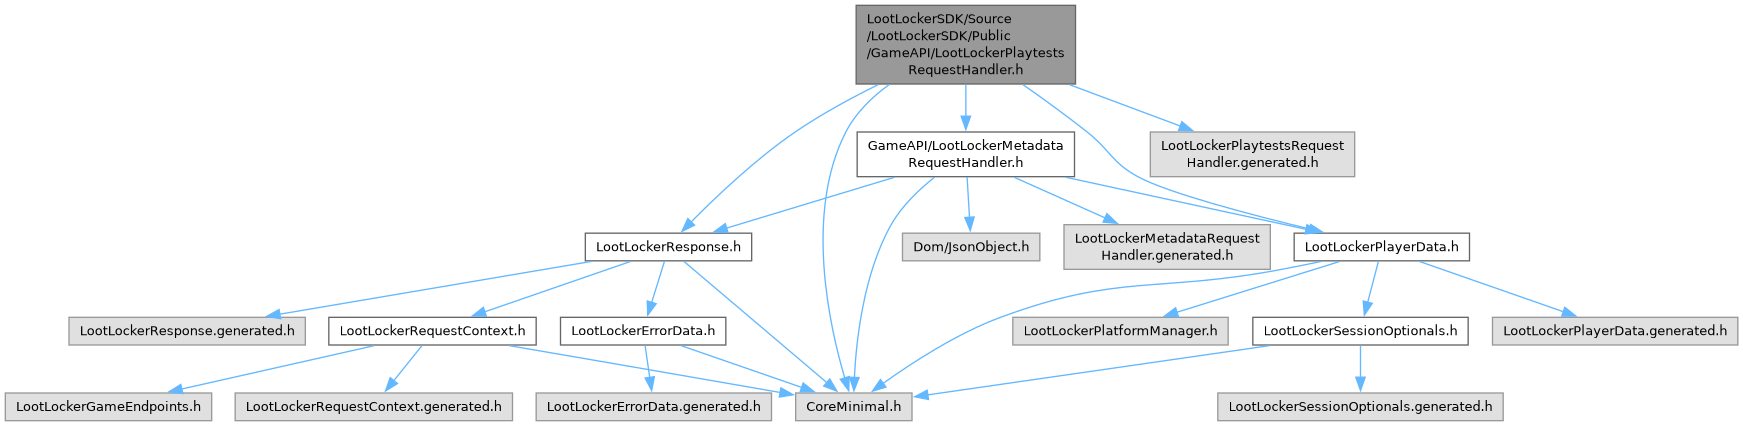 LootLockerSDK/Source
/LootLockerSDK/Public
/GameAPI/LootLockerPlaytests
RequestHandler.h
GameAPI/LootLockerMetadata
RequestHandler.h
LootLockerPlaytestsRequest
Handler.generated.h
LootLockerResponse.h
Dom/JsonObject.h
LootLockerMetadataRequest
Handler.generated.h
LootLockerPlayerData.h
LootLockerResponse.generated.h
LootLockerRequestContext.h
LootLockerErrorData.h
LootLockerPlatformManager.h
LootLockerSessionOptionals.h
LootLockerPlayerData.generated.h
LootLockerGameEndpoints.h
LootLockerRequestContext.generated.h
LootLockerErrorData.generated.h
CoreMinimal.h
LootLockerSessionOptionals.generated.h